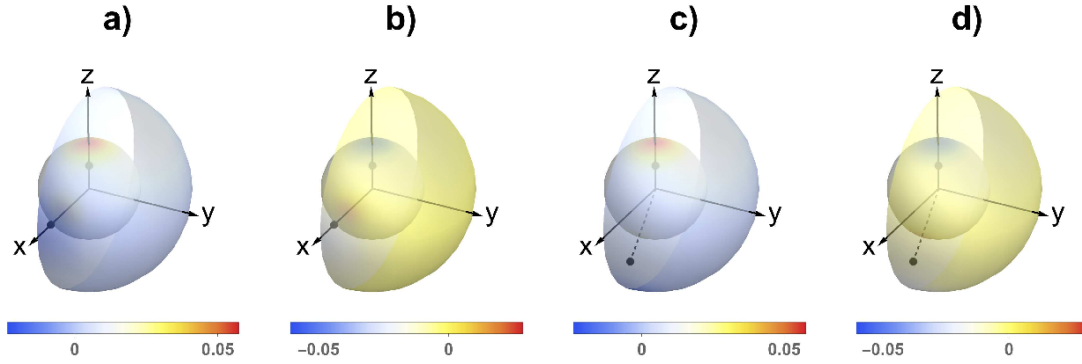 a) b) c) d)
z z z z
y y y y
x x x x
0 0.05 −0.05 0 0 0.05 −0.05 0